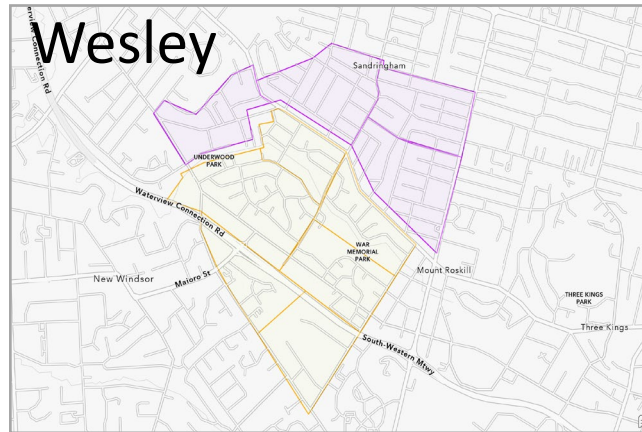 Wesley
Sandringham
UNDERWOOD
PARK
Waterview Connection Rd
WAR
MEMORIAL
PARK
New Windsor
Maioro St
Mount Roskill
THREE KINGS
PARK
Three Kings
South-Western Mtwy